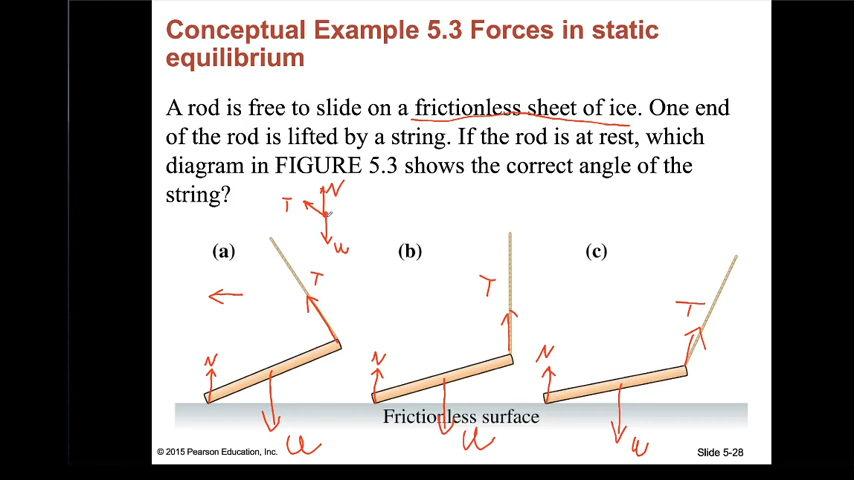 Conceptual Example 5.3 Forces in static
equilibrium
A rod is free to slide on a frictionless sheet of ice. One end
of the rod is lifted by a string. If the rod is at rest, which
diagram in FIGURE 5.3 shows the correct angle of the
string?
N
T
w
(a)
(b)
(c)
T
T
T
N
N
N
Frictionless surface
w
w
w
© 2015 Pearson Education, Inc.
Slide 5-28